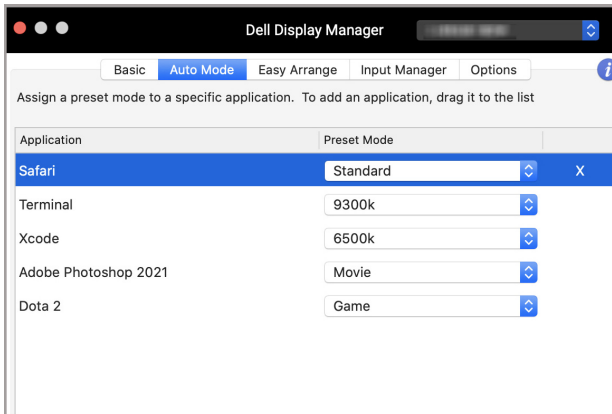 Dell Display Manager
Basic Auto Mode Easy Arrange Input Manager Options i
Assign a preset mode to a specific application. To add an application, drag it to the list
Application Preset Mode
Safari Standard X
Terminal 9300k
Xcode 6500k
Adobe Photoshop 2021 Movie
Dota 2 Game